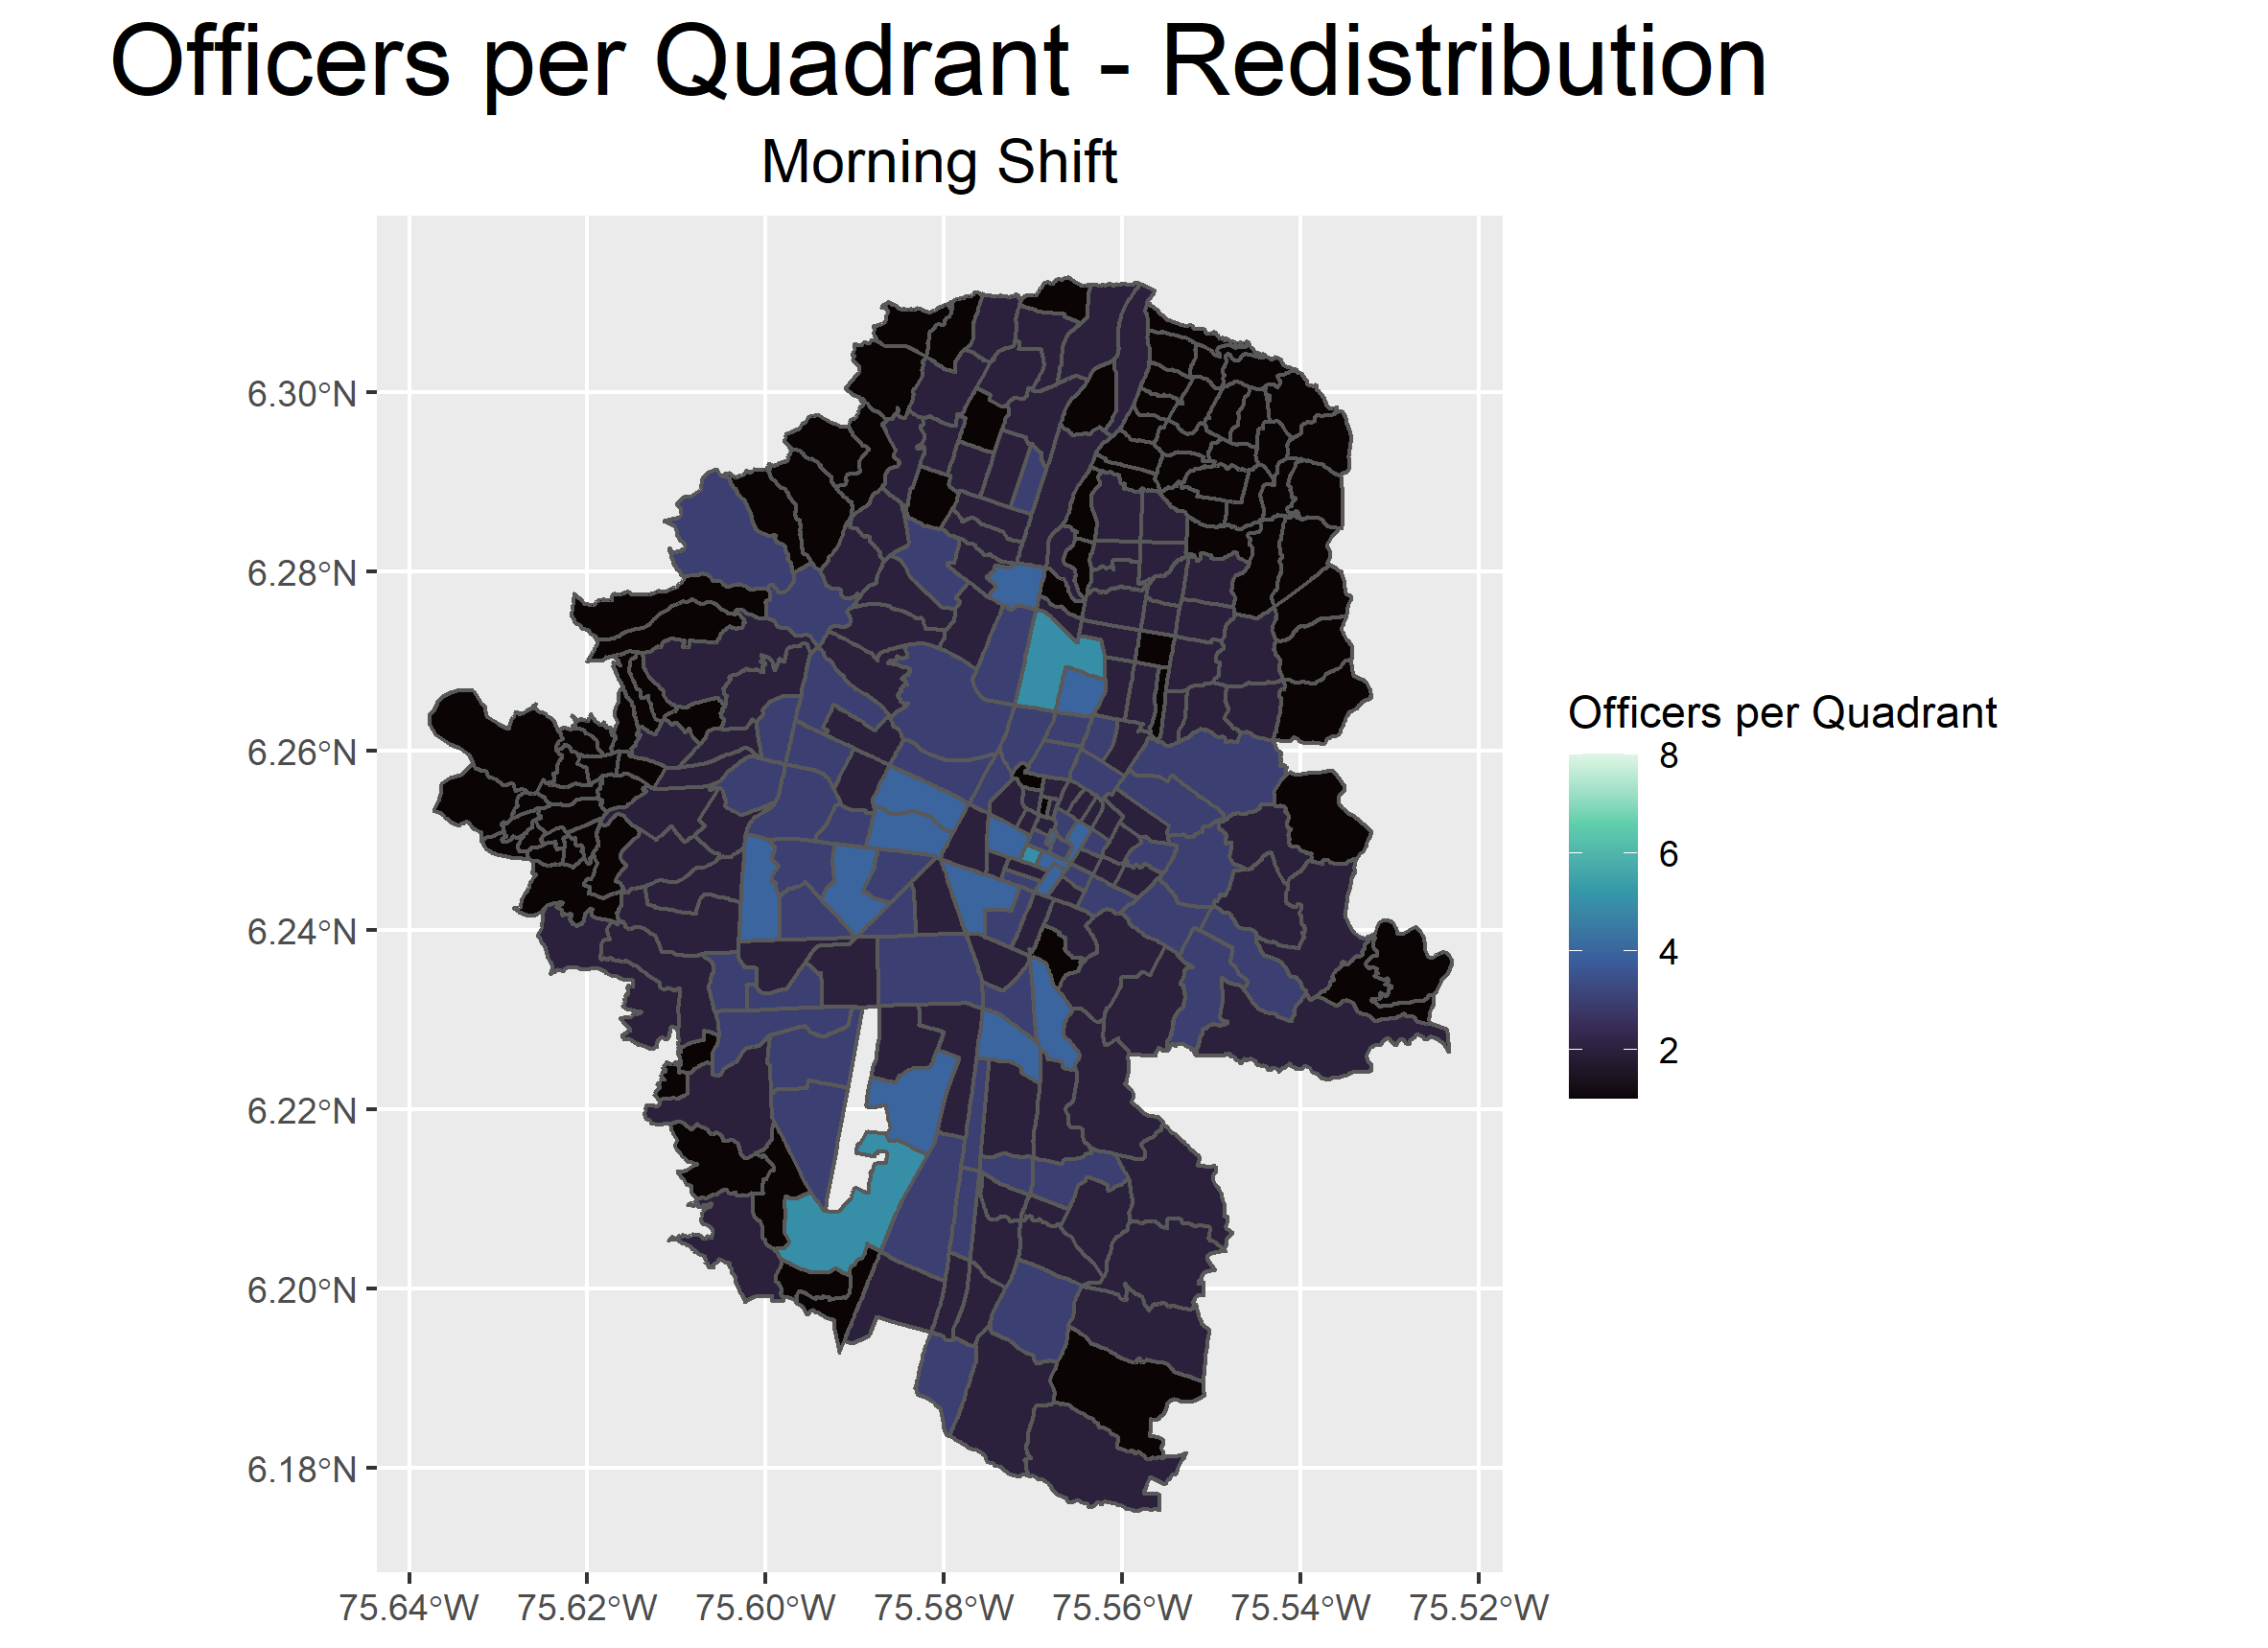 Officers per Quadrant - Redistribution
Morning Shift
6.30°N
6.28°N
6.26°N
6.24°N
6.22°N
6.20°N
6.18°N
75.64°W 75.62°W 75.60°W 75.58°W 75.56°W 75.54°W 75.52°W
Officers per Quadrant
8
6
4
2